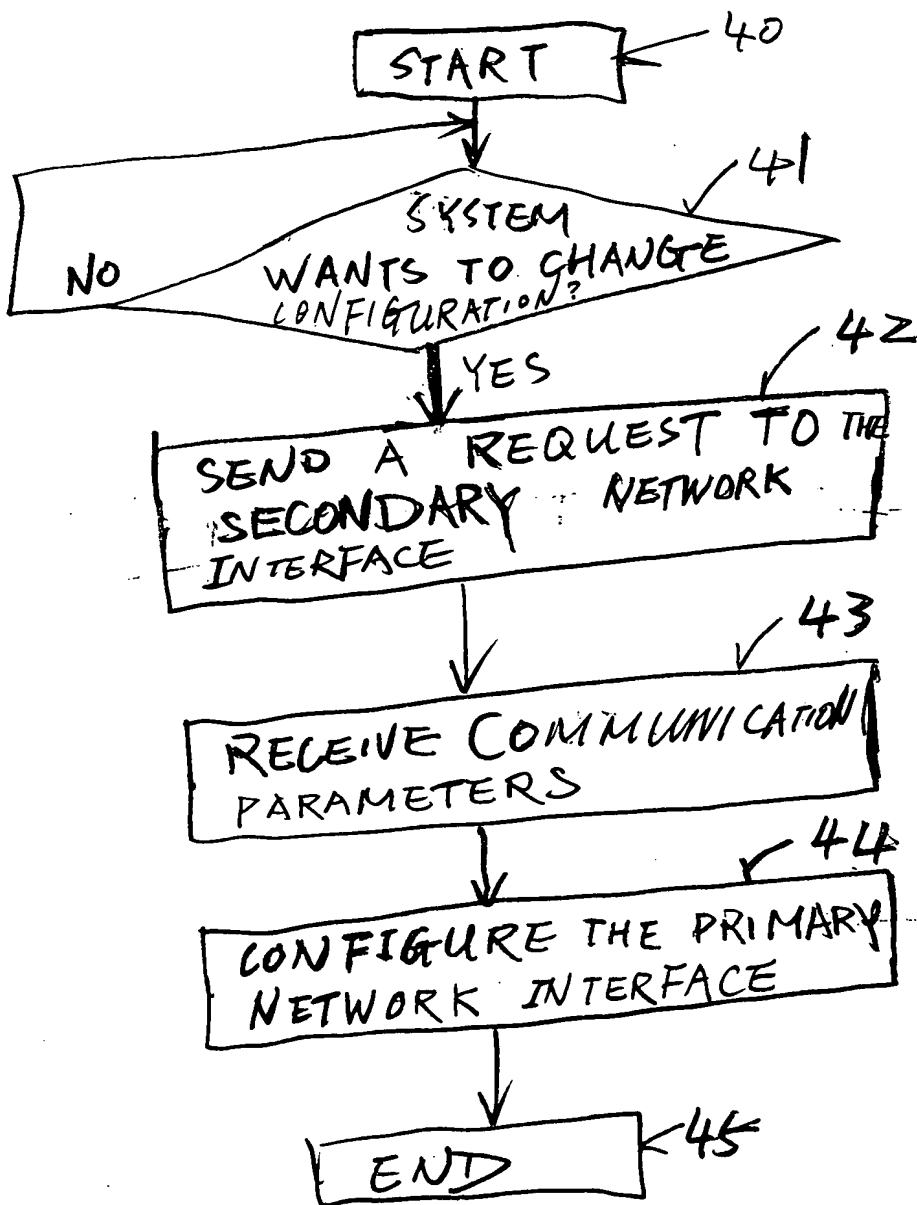 START
40
41
SYSTEM
WANTS TO CHANGE
CONFIGURATION?
NO
YES
42
SEND A REQUEST TO THE
SECONDARY NETWORK
INTERFACE
43
RECEIVE COMMUNICATION
PARAMETERS
44
CONFIGURE THE PRIMARY
NETWORK INTERFACE
END
45